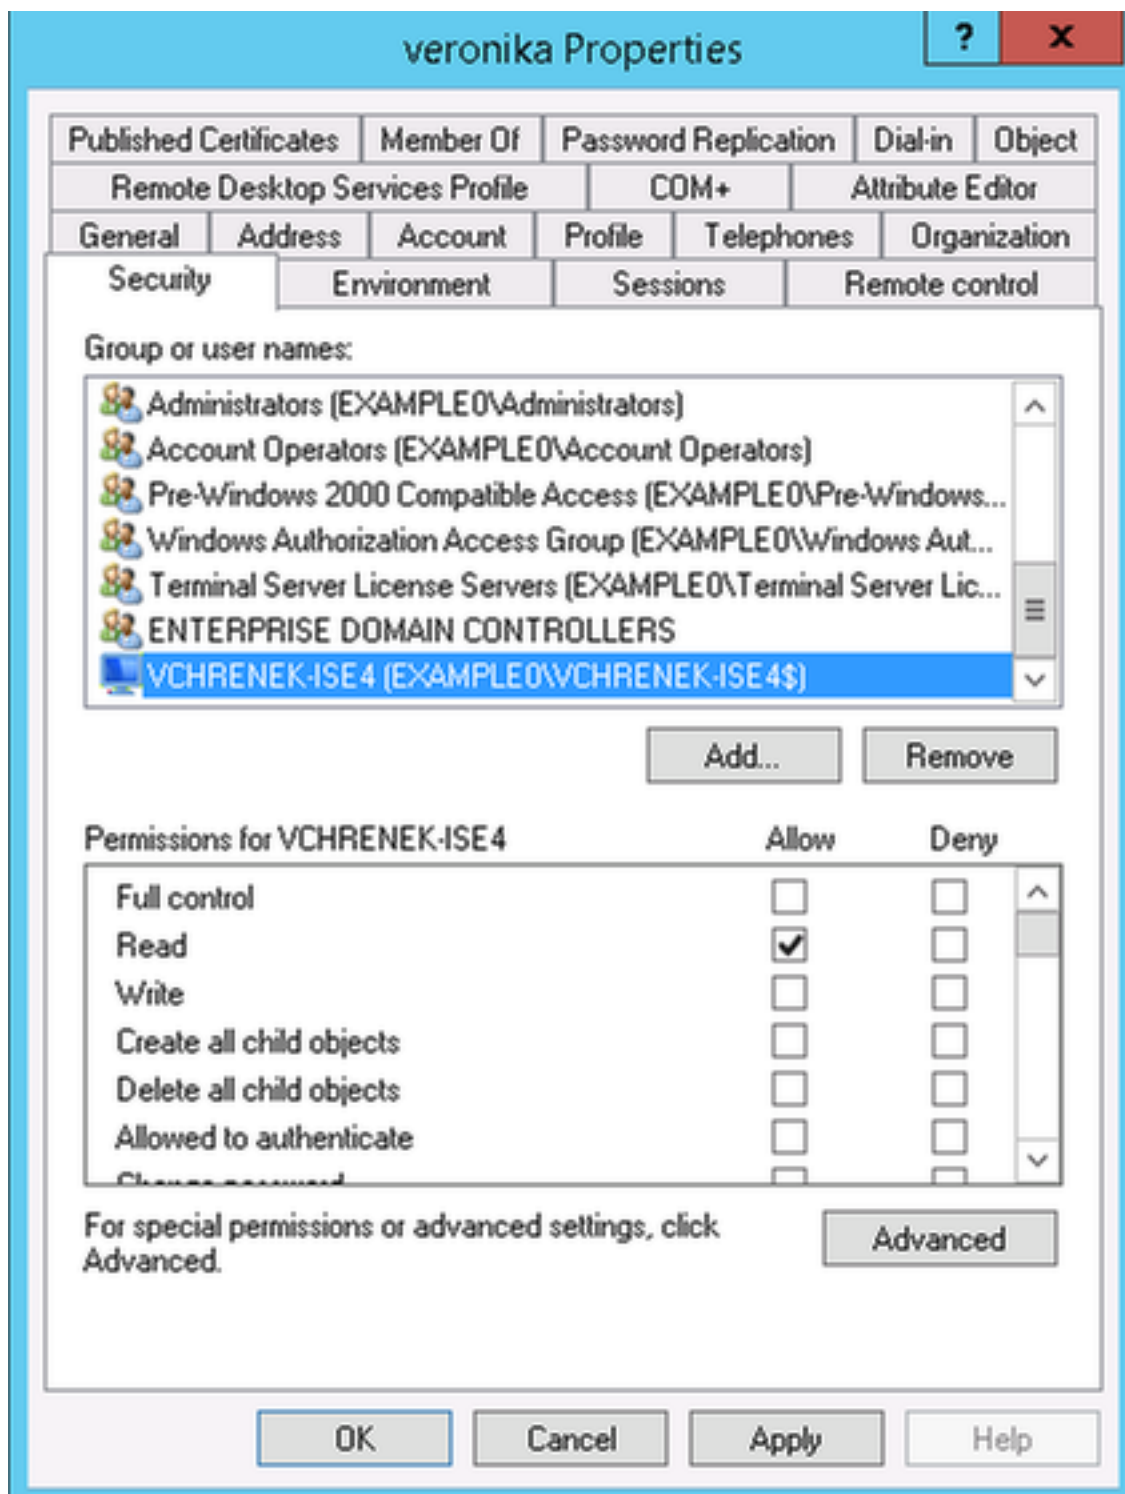 veronika Properties
?
x
Published Certificates
Member Of
Password Replication
Dial-in
Object
Remote Desktop Services Profile
COM+
Attribute Editor
General
Address
Account
Profile
Telephones
Organization
Security
Environment
Sessions
Remote control
Group or user names:
Administrators (EXAMPLE0\Administrators)
Account Operators (EXAMPLE0\Account Operators)
Pre-Windows 2000 Compatible Access (EXAMPLE0\Pre-Windows...
Windows Authorization Access Group (EXAMPLE0\Windows Aut...
Terminal Server License Servers (EXAMPLE0\Terminal Server Lic...
ENTERPRISE DOMAIN CONTROLLERS
VCHRENEK-ISE4 (EXAMPLE0\VCHRENEK-ISE4$)
Add...
Remove
Permissions for VCHRENEK-ISE4
Allow
Deny
Full control
Read
Write
Create all child objects
Delete all child objects
Allowed to authenticate
Change password
For special permissions or advanced settings, click
Advanced.
Advanced
OK
Cancel
Apply
Help